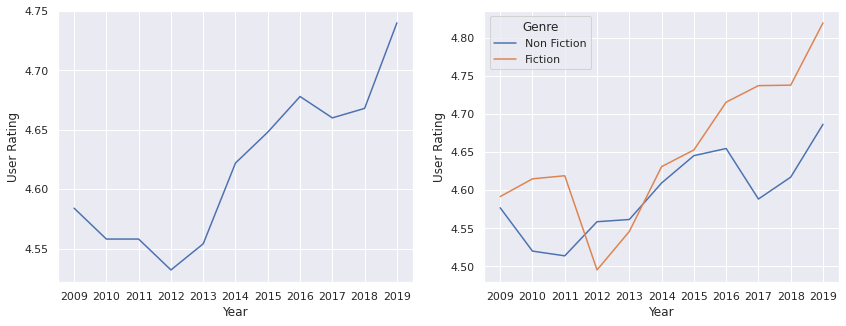 4.75
4.70
4.65
4.60
4.55
User Rating
2009 2010 2011 2012 2013 2014 2015 2016 2017 2018 2019
Year
Genre
Non Fiction
Fiction
4.80
4.75
4.70
4.65
4.60
4.55
4.50
User Rating
2009 2010 2011 2012 2013 2014 2015 2016 2017 2018 2019
Year